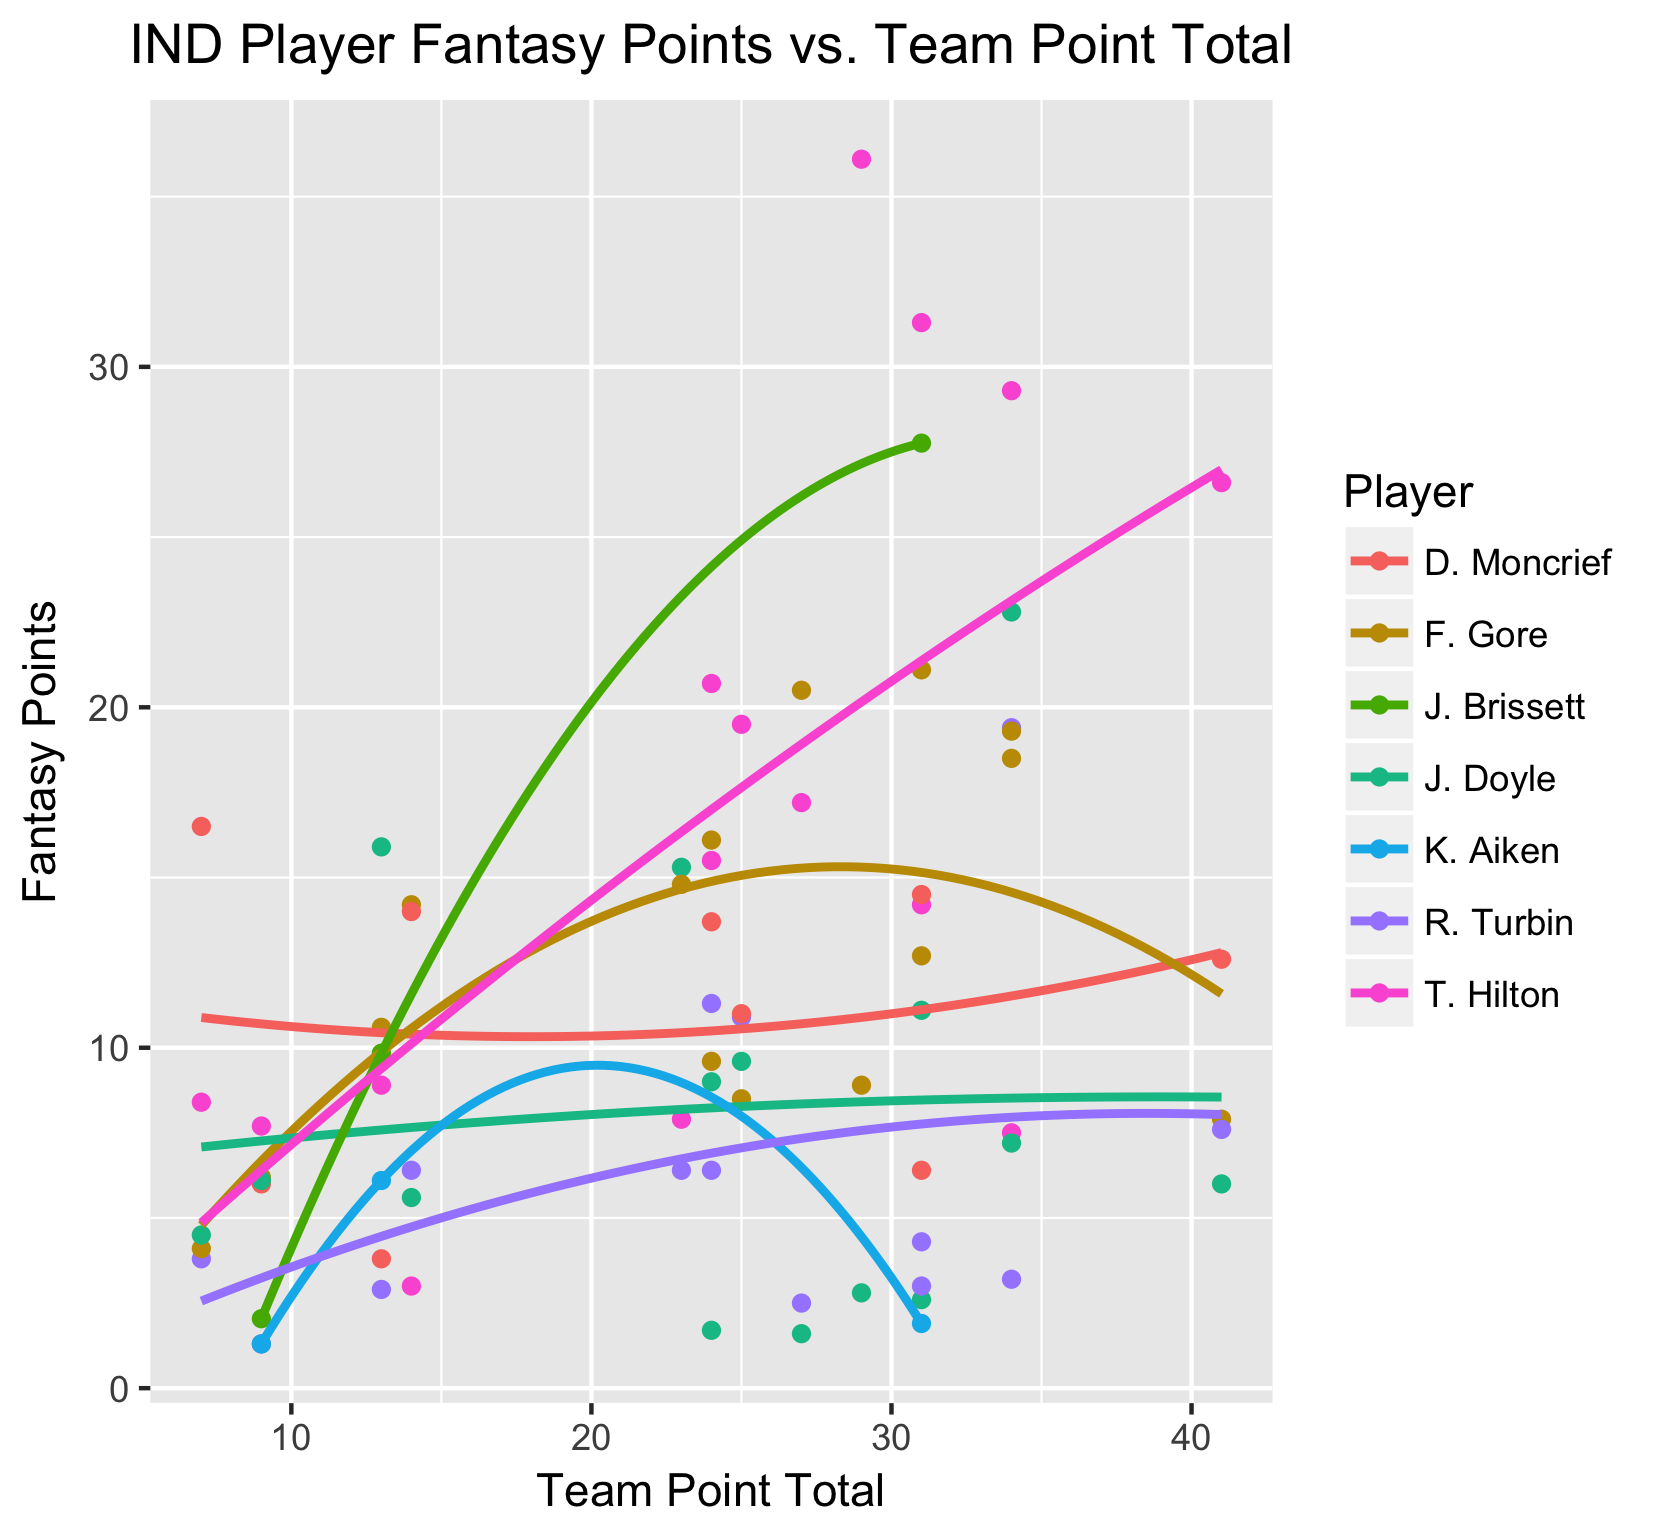 IND Player Fantasy Points vs. Team Point Total
30
20
10
0
Fantasy Points
10 20 30 40
Team Point Total
Player
D. Moncrief
F. Gore
J. Brissett
J. Doyle
K. Aiken
R. Turbin
T. Hilton